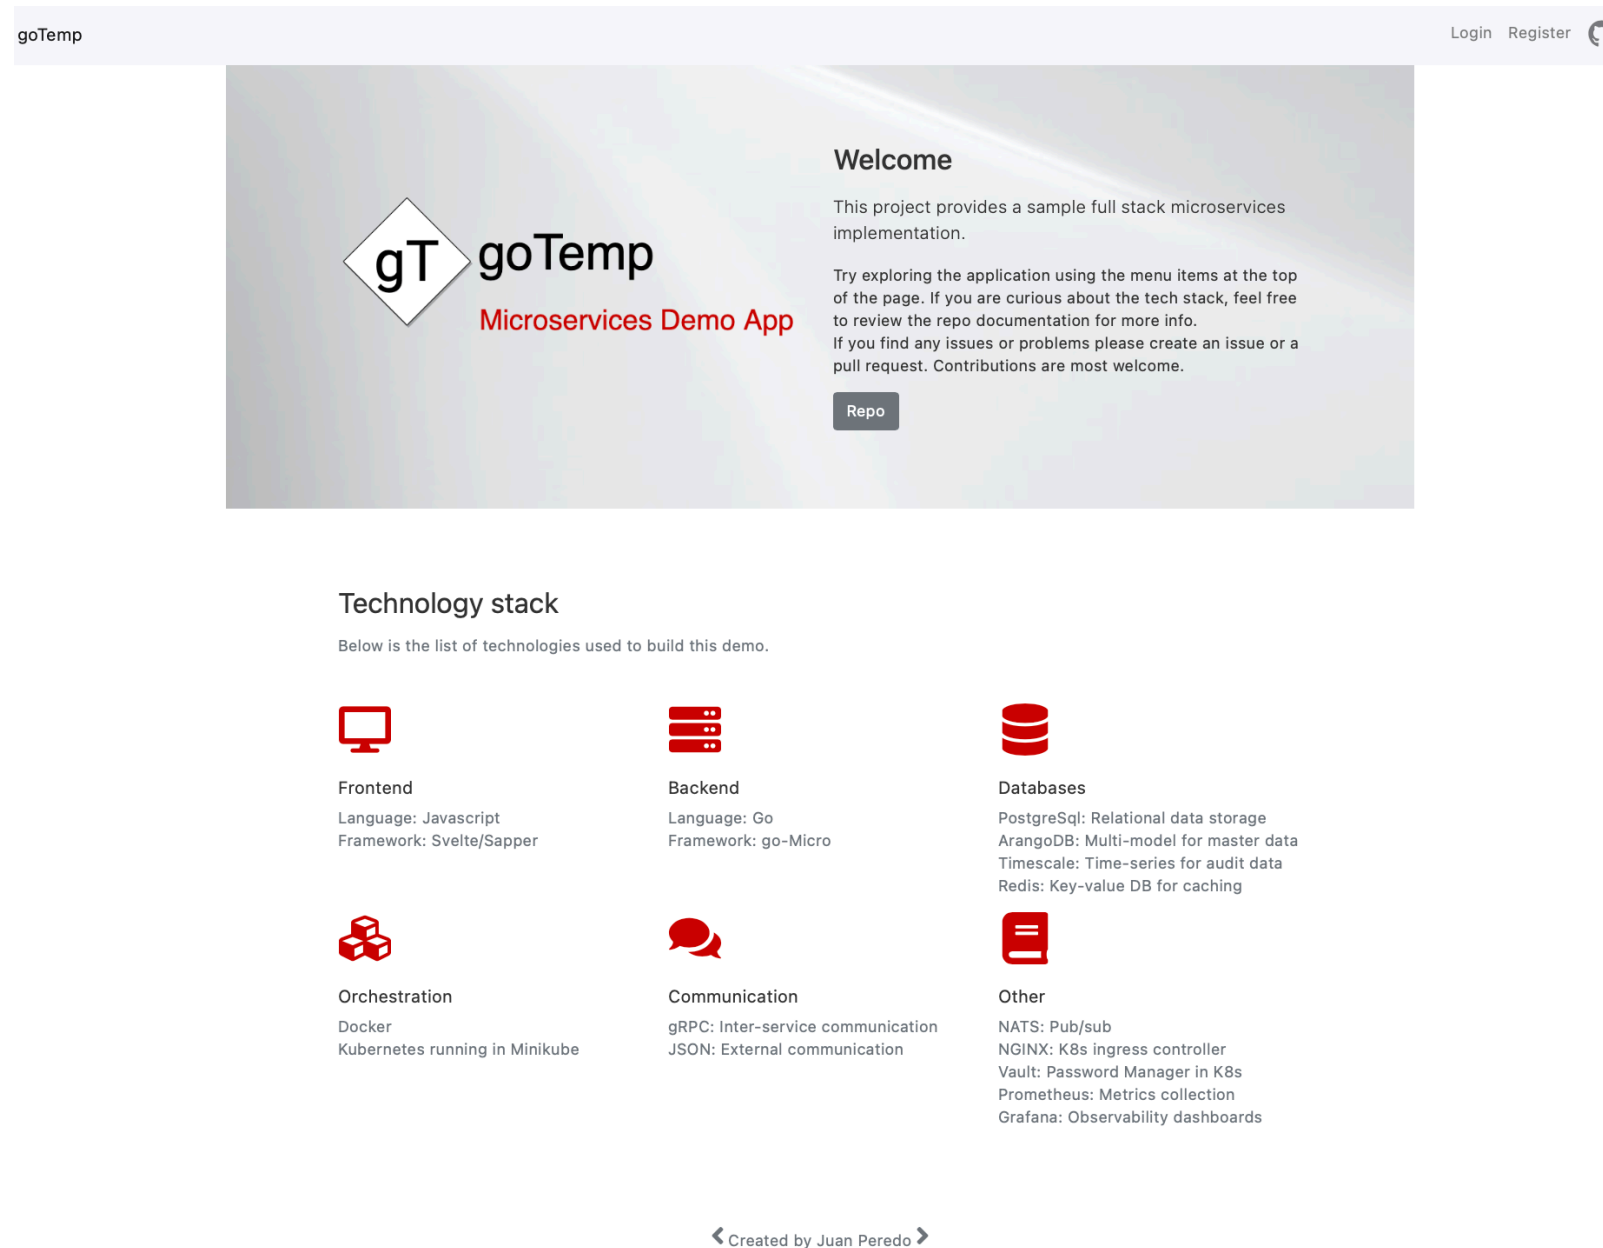 goTemp
Login Register
gT goTemp
Microservices Demo App
Welcome
This project provides a sample full stack microservices
implementation.
Try exploring the application using the menu items at the top
of the page. If you are curious about the tech stack, feel free
to review the repo documentation for more info.
If you find any issues or problems please create an issue or a
pull request. Contributions are most welcome.
Repo
Technology stack
Below is the list of technologies used to build this demo.
Frontend
Language: Javascript
Framework: Svelte/Sapper
Backend
Language: Go
Framework: go-Micro
Databases
PostgreSql: Relational data storage
ArangoDB: Multi-model for master data
Timescale: Time-series for audit data
Redis: Key-value DB for caching
Orchestration
Docker
Kubernetes running in Minikube
Communication
gRPC: Inter-service communication
JSON: External communication
Other
NATS: Pub/sub
NGINX: K8s ingress controller
Vault: Password Manager in K8s
Prometheus: Metrics collection
Grafana: Observability dashboards
Created by Juan Peredo